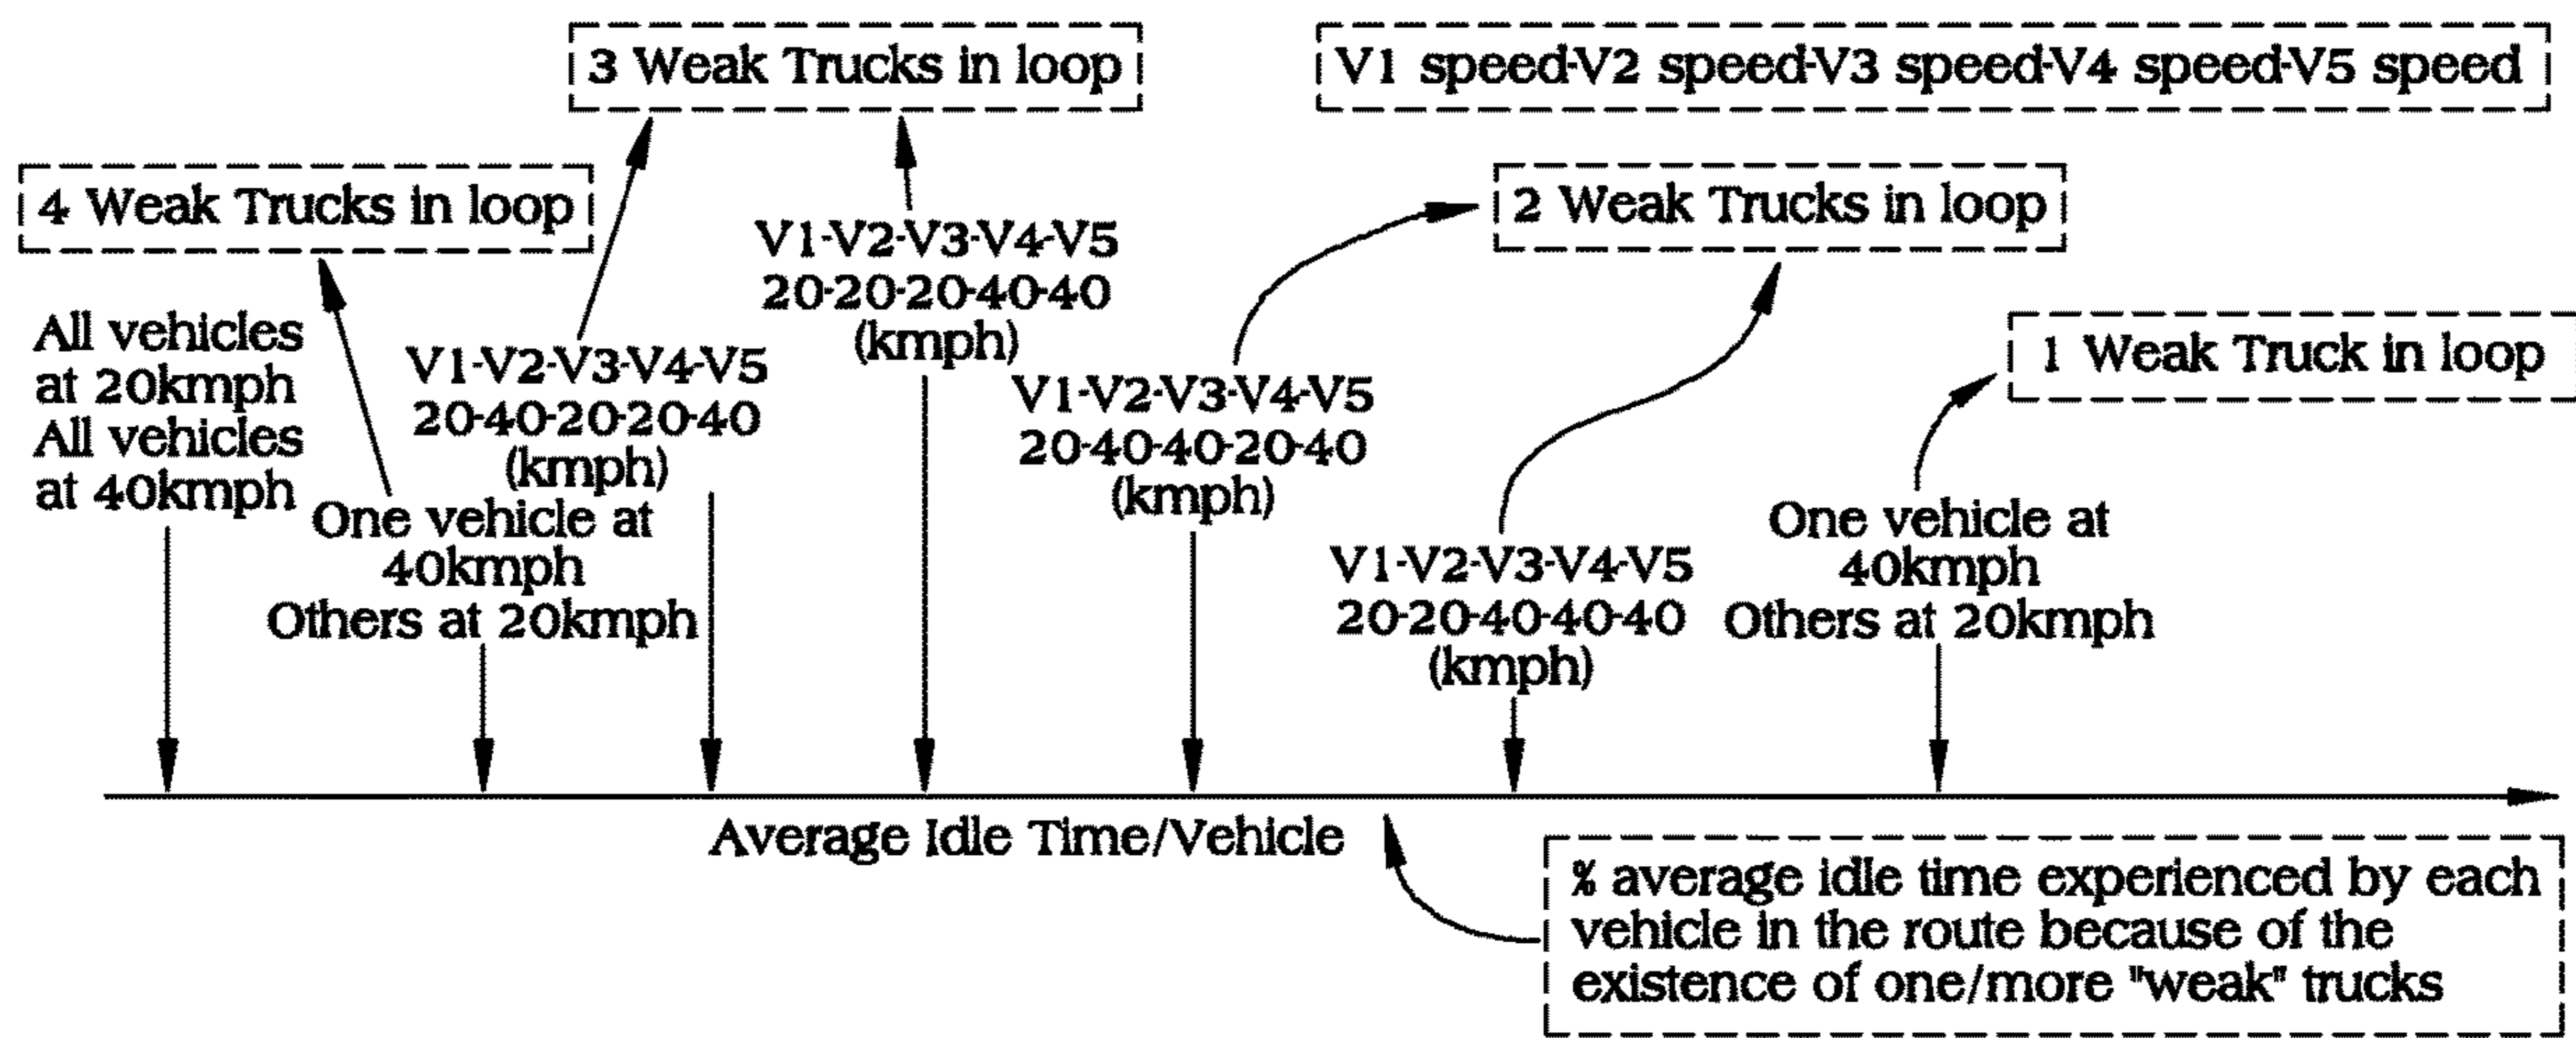 3 Weak Trucks in loop
V1 speed-V2 speed-V3 speed-V4 speed-V5 speed
4 Weak Trucks in loop
2 Weak Trucks in loop
1 Weak Truck in loop
All vehicles
at 20kmph
All vehicles
at 40kmph
One vehicle at
40kmph
Others at 20kmph
V1-V2-V3-V4-V5
20-40-20-20-40
(kmph)
V1-V2-V3-V4-V5
20-20-20-40-40
(kmph)
V1-V2-V3-V4-V5
20-40-40-20-40
(kmph)
V1-V2-V3-V4-V5
20-20-40-40-40
(kmph)
One vehicle at
40kmph
Others at 20kmph
Average Idle Time/Vehicle
% average idle time experienced by each
vehicle in the route because of the
existence of one/more "weak" trucks